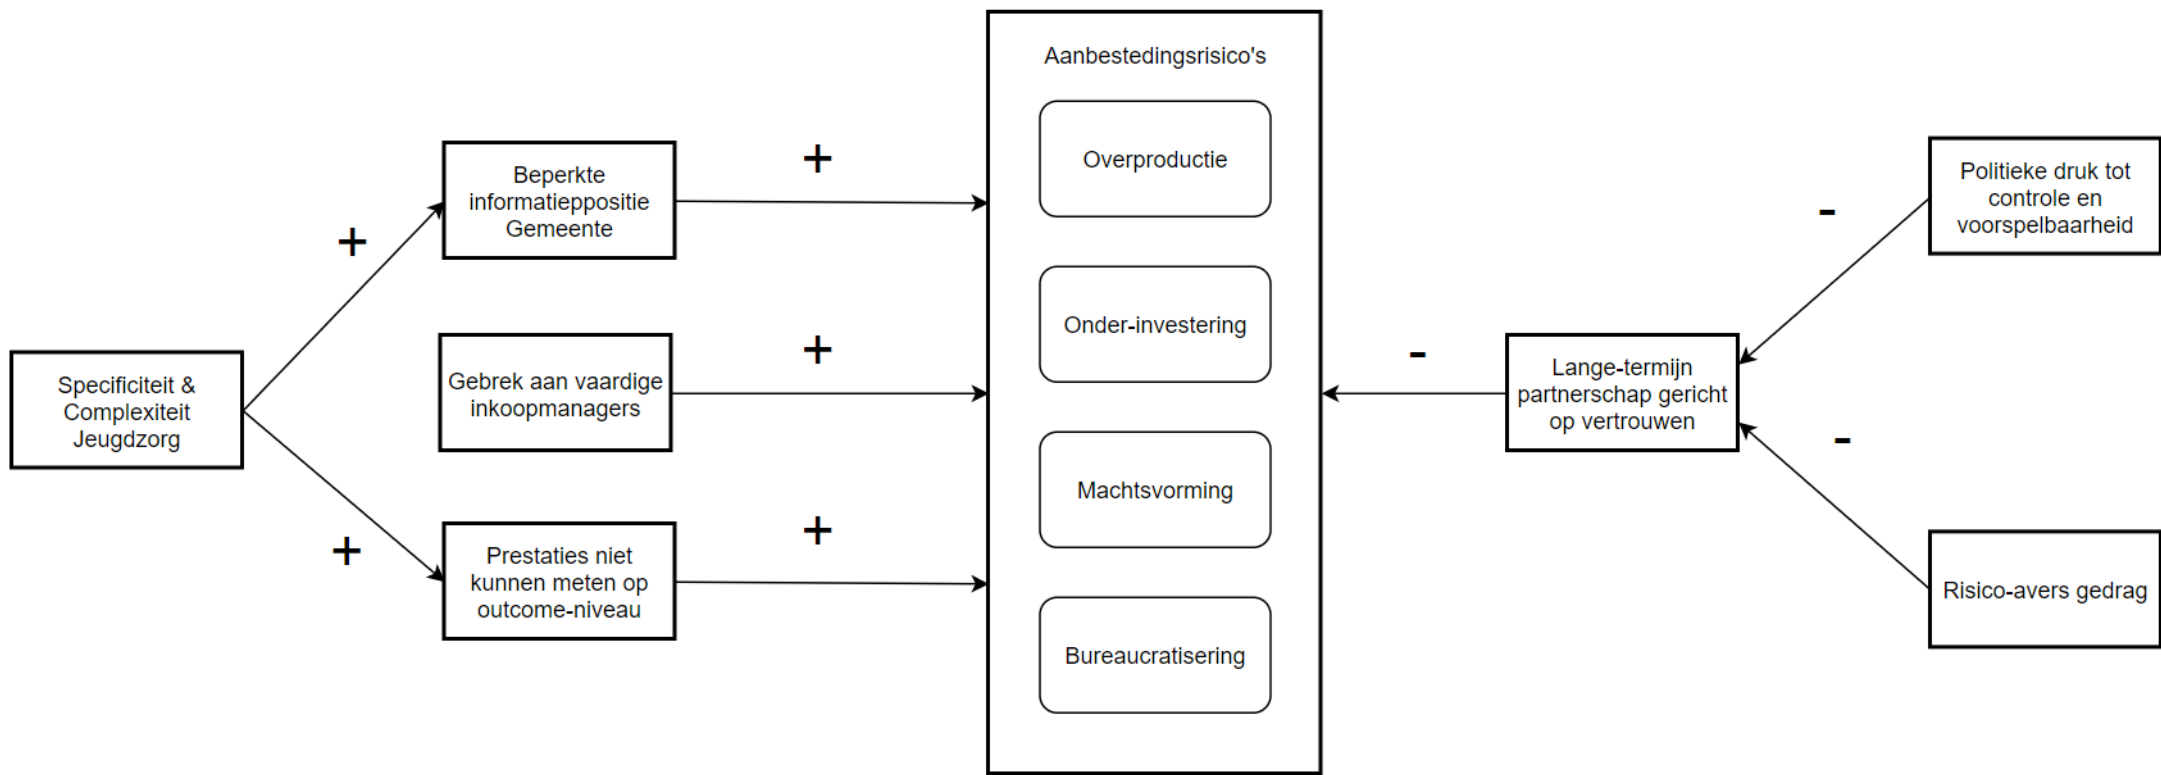 Specificiteit &
Complexiteit
Jeugdzorg
+
+
Beperkte
informatieppositie
Gemeente
Gebrek aan vaardige
inkoopmanagers
Prestaties niet
kunnen meten op
outcome-niveau
+
+
+
Aanbestedingsrisico's
Overproductie
Onder-investering
Machtsvorming
Bureaucratisering
-
Lange-termijn
partnerschap gericht
op vertrouwen
-
-
Politieke druk tot
controle en
voorspelbaarheid
Risico-avers gedrag